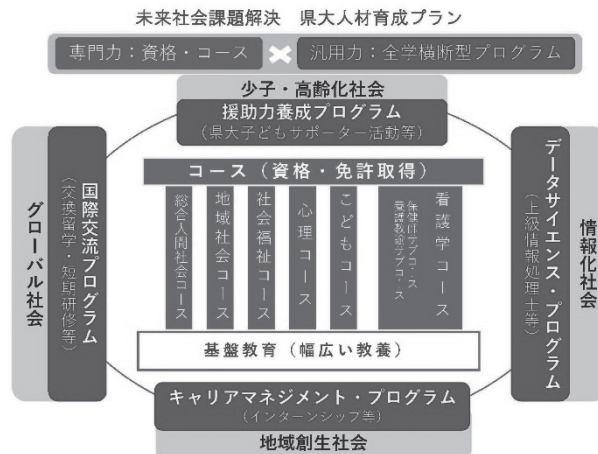 未来社会課題解決　県大人材育成プラン
専門力：資格・コース
汎用力：全学横断型プログラム
少子・高齢化社会
援助力養成プログラム
（県大子どもサポーター活動等）
グローバル社会
国際交流プログラム
（交換留学・短期研修等）
コース（資格・免許取得）
総合人間社会コース
地域社会コース
社会福祉コース
心理コース
こどもコース
養護教諭サブコース
保健師サブコース
看護学コース
データサイエンス・プログラム
（上級情報処理士等）
情報化社会
基盤教育（幅広い教養）
キャリアマネジメント・プログラム
（インターンシップ等）
地域創生社会